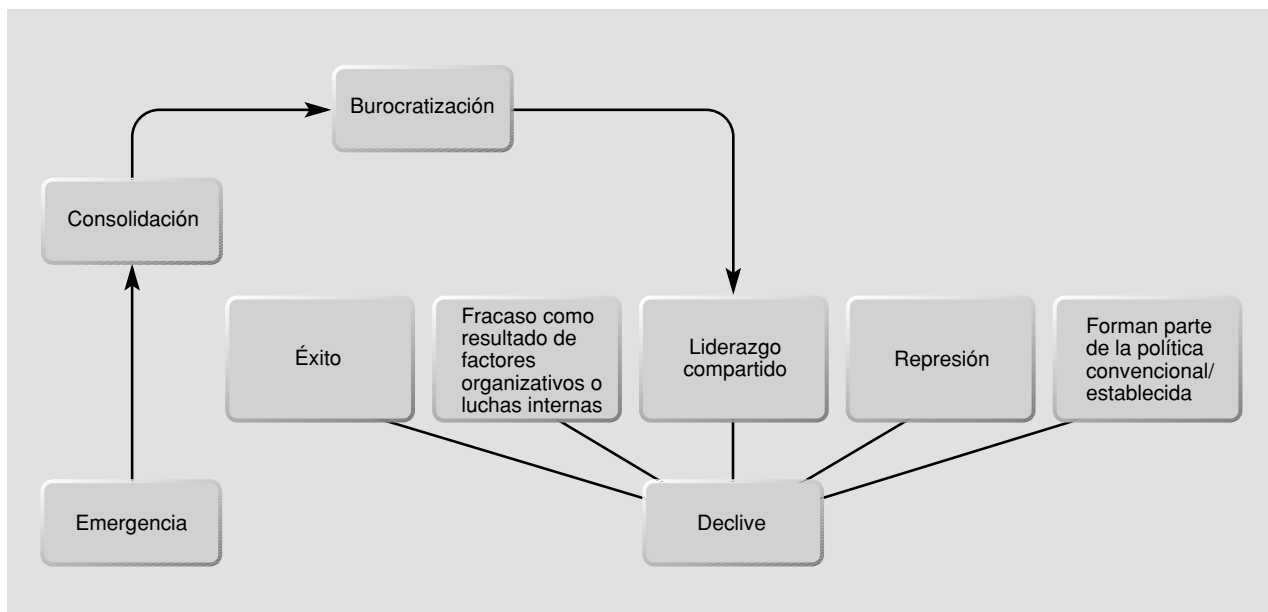 Burocratización
Consolidación
Éxito
Fracaso como
resultado de
factores
organizativos o
luchas internas
Liderazgo
compartido
Represión
Forman parte
de la política
convencional/
establecida
Emergencia
Declive